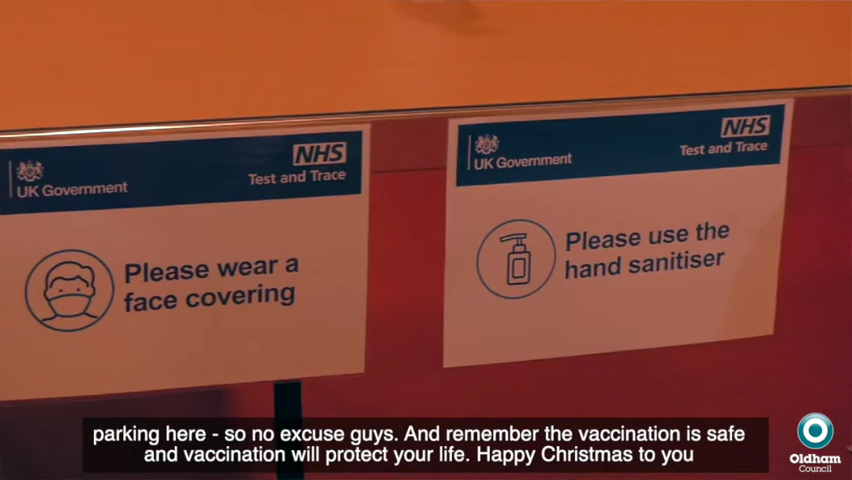 UK Government
NHS
Test and Trace
Please wear a
face covering
UK Government
NHS
Test and Trace
Please use the
hand sanitiser
parking here - so no excuse guys. And remember the vaccination is safe
and vaccination will protect your life. Happy Christmas to you
Oldham
Council